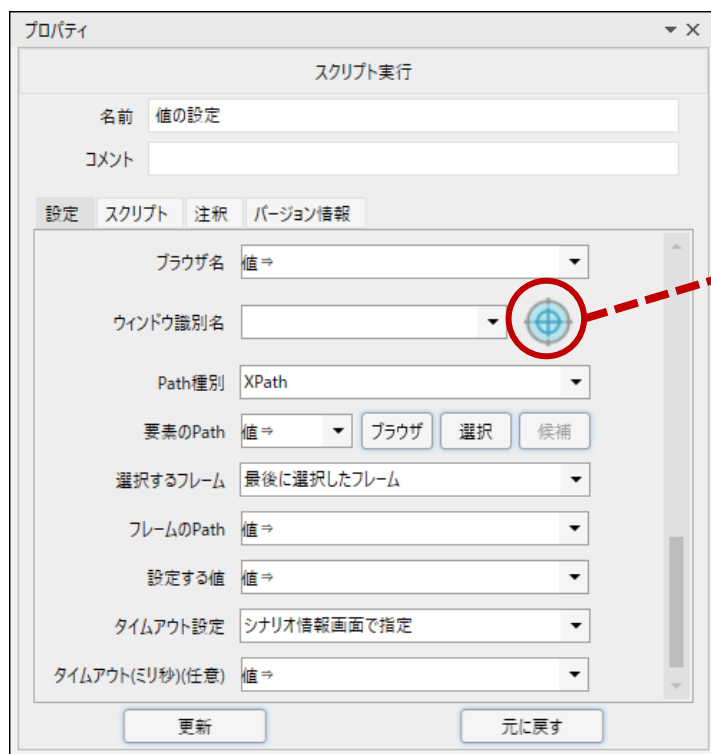 プロパティ
スクリプト実行
名前 値の設定
コメント
設定 スクリプト 注釈 バージョン情報
ブラウザ名 値⇒
ウィンドウ識別名
Path種別 XPath
要素のPath 値⇒ ブラウザ 選択 候補
選択するフレーム 最後に選択したフレーム
フレームのPath 値⇒
設定する値 値⇒
タイムアウト設定 シナリオ情報画面で指定
タイムアウト(ミリ秒)(任意) 値⇒
更新 元に戻す